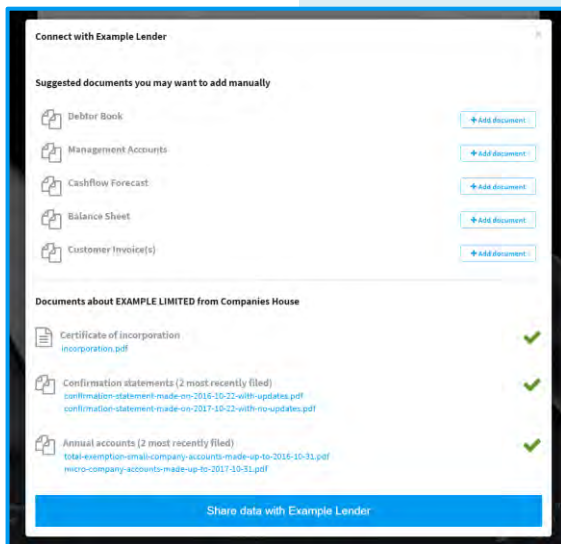 Connect with Example Lender
×
Suggested documents you may want to add manually
Debtor Book
+ Add document
Management Accounts
+ Add document
Cashflow Forecast
+ Add document
Balance Sheet
+ Add document
Customer Invoice(s)
+ Add document
Documents about EXAMPLE LIMITED from Companies House
Certificate of incorporation
incorporation.pdf
Confirmation statements (2 most recently filed)
confirmation-statement-made-on-2016-10-22-with-updates.pdf
confirmation-statement-made-on-2017-10-22-with-no-updates.pdf
Annual accounts (2 most recently filed)
total-exemption-small-company-accounts-made-up-to-2016-10-31.pdf
micro-company-accounts-made-up-to-2017-10-31.pdf
Share data with Example Lender